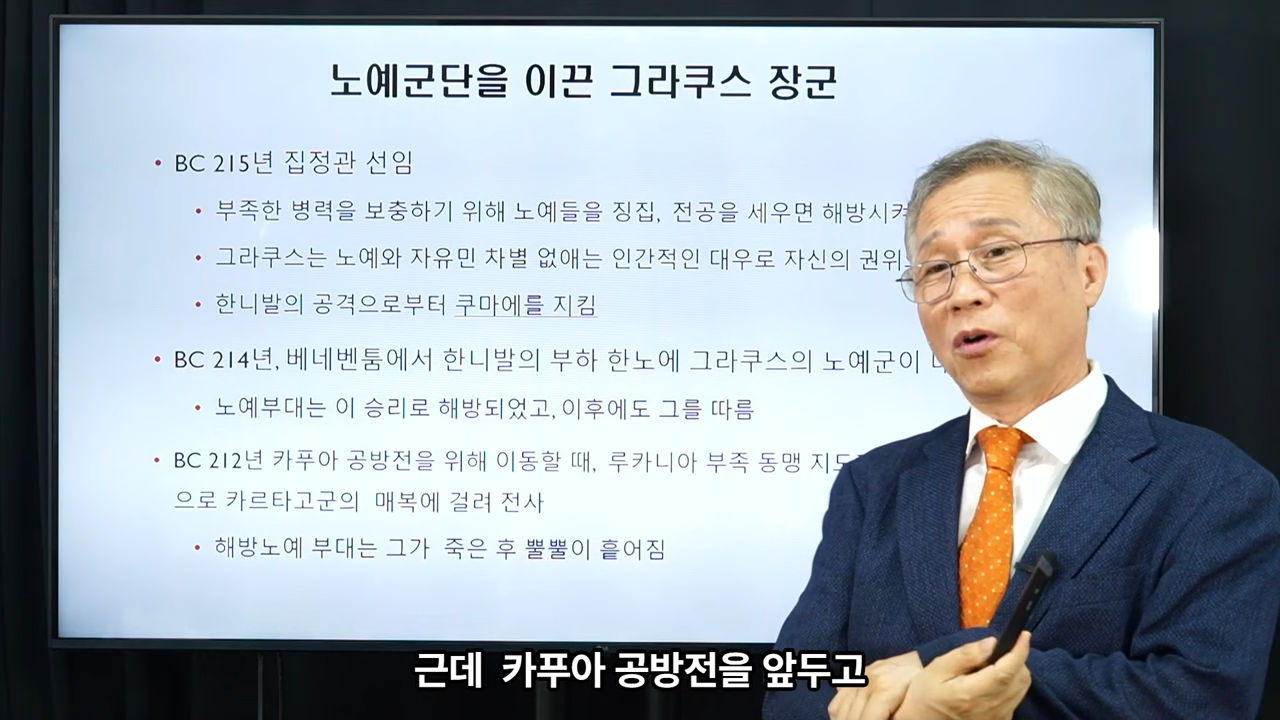 노예군단을 이끈 그라쿠스 장군
• BC 215년 집정관 선임
• 부족한 병력을 보충하기 위해 노예들을 징집, 전공을 세우면 해방시켜
• 그라쿠스는 노예와 자유민 차별 없애는 인간적인 대우로 자신의 권위
• 한니발의 공격으로부터 쿠마에를 지킴
• BC 214년, 베네벤툼에서 한니발의 부하 한노에 그라쿠스의 노예군이
• 노예부대는 이 승리로 해방되었고, 이후에도 그를 따름
• BC 212년 카푸아 공방전을 위해 이동할 때, 루카니아 부족 동맹
으로 카르타고군의 매복에 걸려 전사
• 해방노예 부대는 그가 죽은 후 뿔뿔이 흩어짐
근데 카푸아 공방전을 앞두고